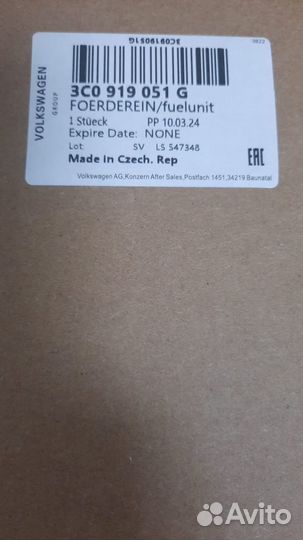 3C0919051G
3822
VOLKSWAGEN
GROUP
3C0 919 051 G
FOERDEREIN/fuelunit
1 Stüeck PP 10.03.24
Expire Date: NONE
Lot: SV LS 547348
Made in Czech. Rep
EAC
Volkswagen AG,Konzern After Sales,Postfach 1451,34219 Baunatal
Avito